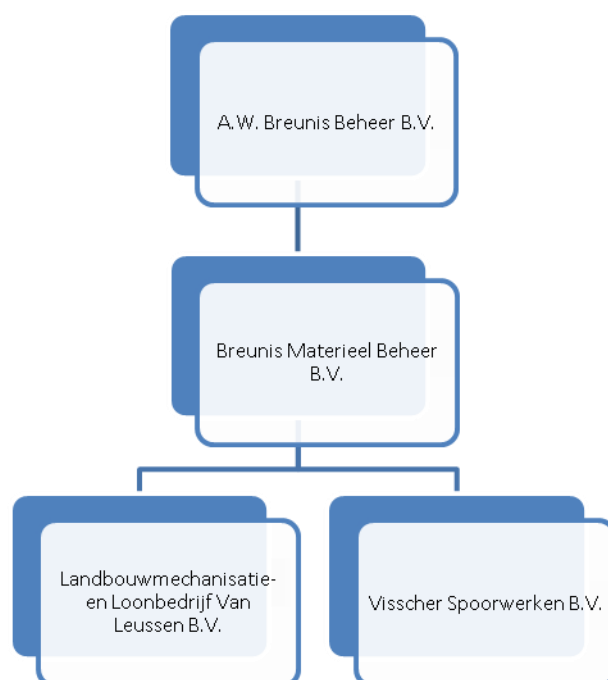 A.W. Breunis Beheer B.V.
Breunis Materieel Beheer
B.V.
Landbouwmechanisatie-
en Loonbedrijf Van
Leussen B.V.
Visscher Spoorwerken B.V.